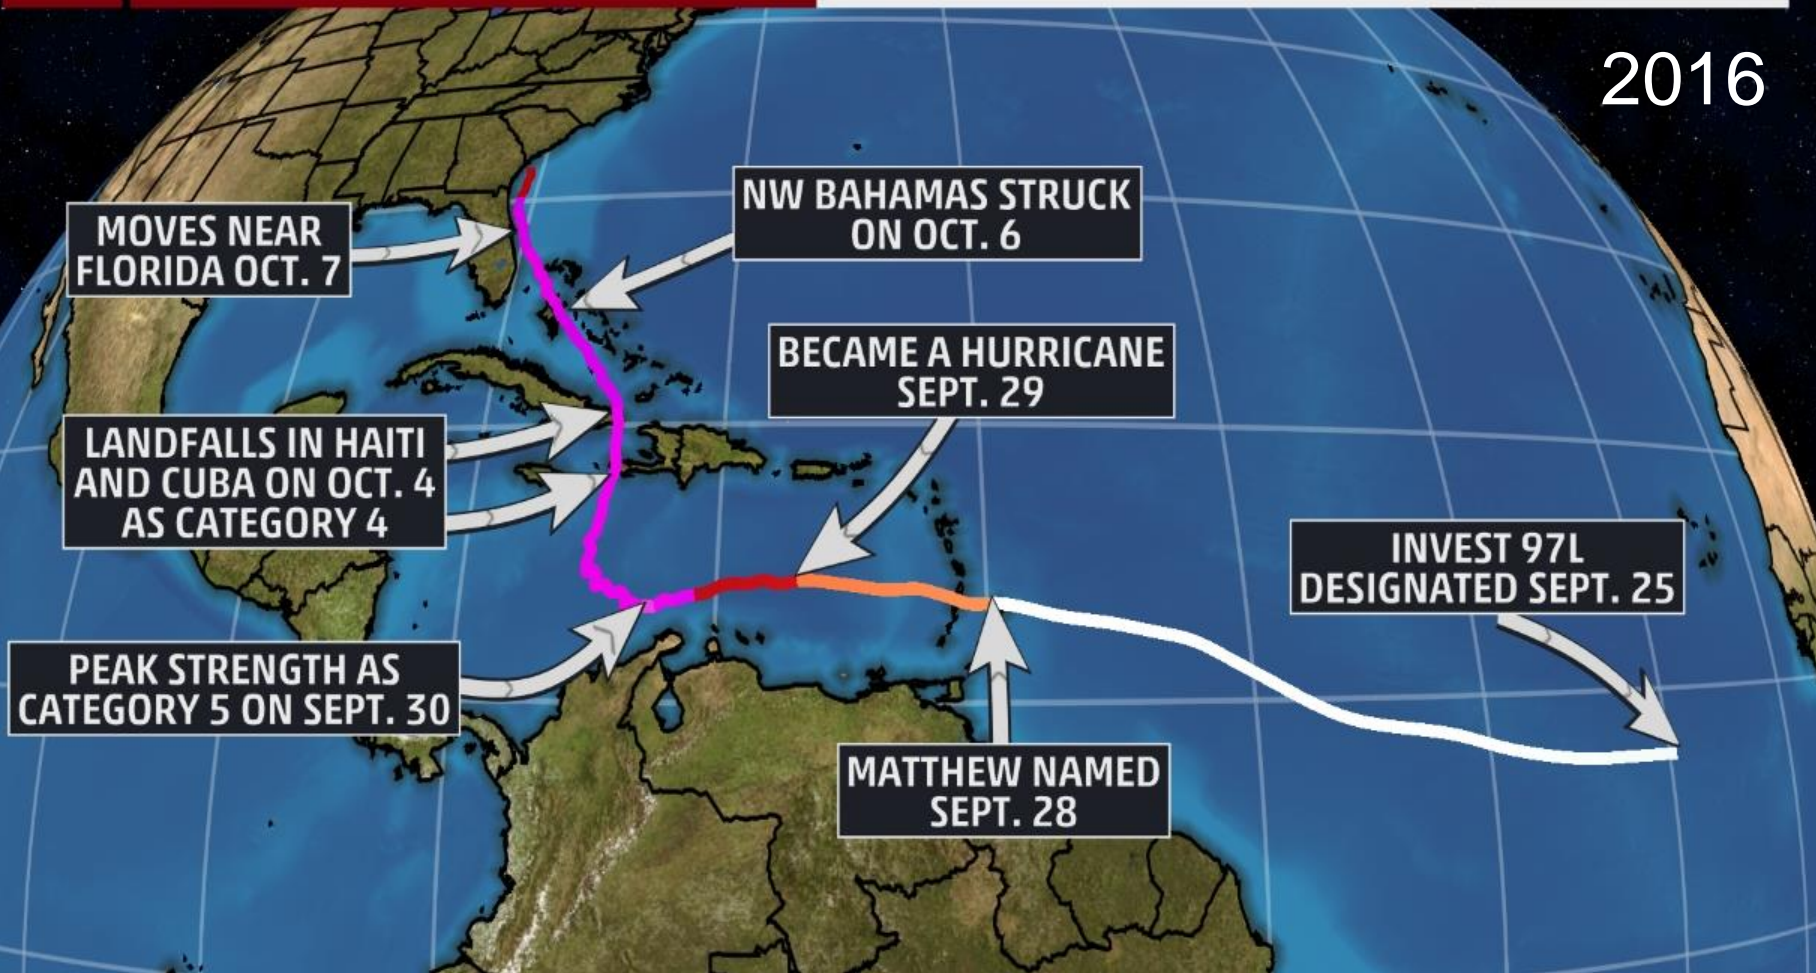 2016
NW BAHAMAS STRUCK
ON OCT. 6
MOVES NEAR
FLORIDA OCT. 7
BECAME A HURRICANE
SEPT. 29
LANDFALLS IN HAITI
AND CUBA ON OCT. 4
AS CATEGORY 4
INVEST 97L
DESIGNATED SEPT. 25
PEAK STRENGTH AS
CATEGORY 5 ON SEPT. 30
MATTHEW NAMED
SEPT. 28